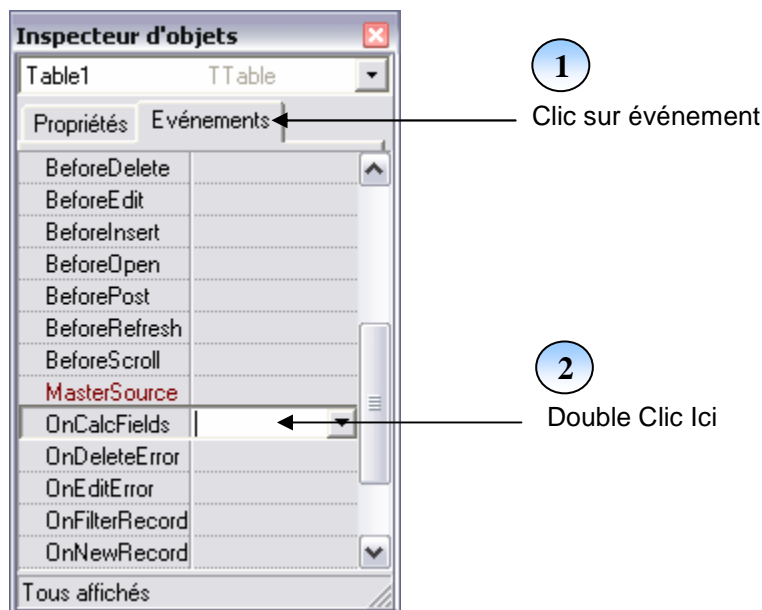 Inspecteur d'objets
Table1 TTable
Propriétés Evénements
BeforeDelete
BeforeEdit
BeforeInsert
BeforeOpen
BeforePost
BeforeRefresh
BeforeScroll
MasterSource
OnCalcFields
OnDeleteError
OnEditError
OnFilterRecord
OnNewRecord
Tous affichés
1
Clic sur événement
2
Double Clic Ici